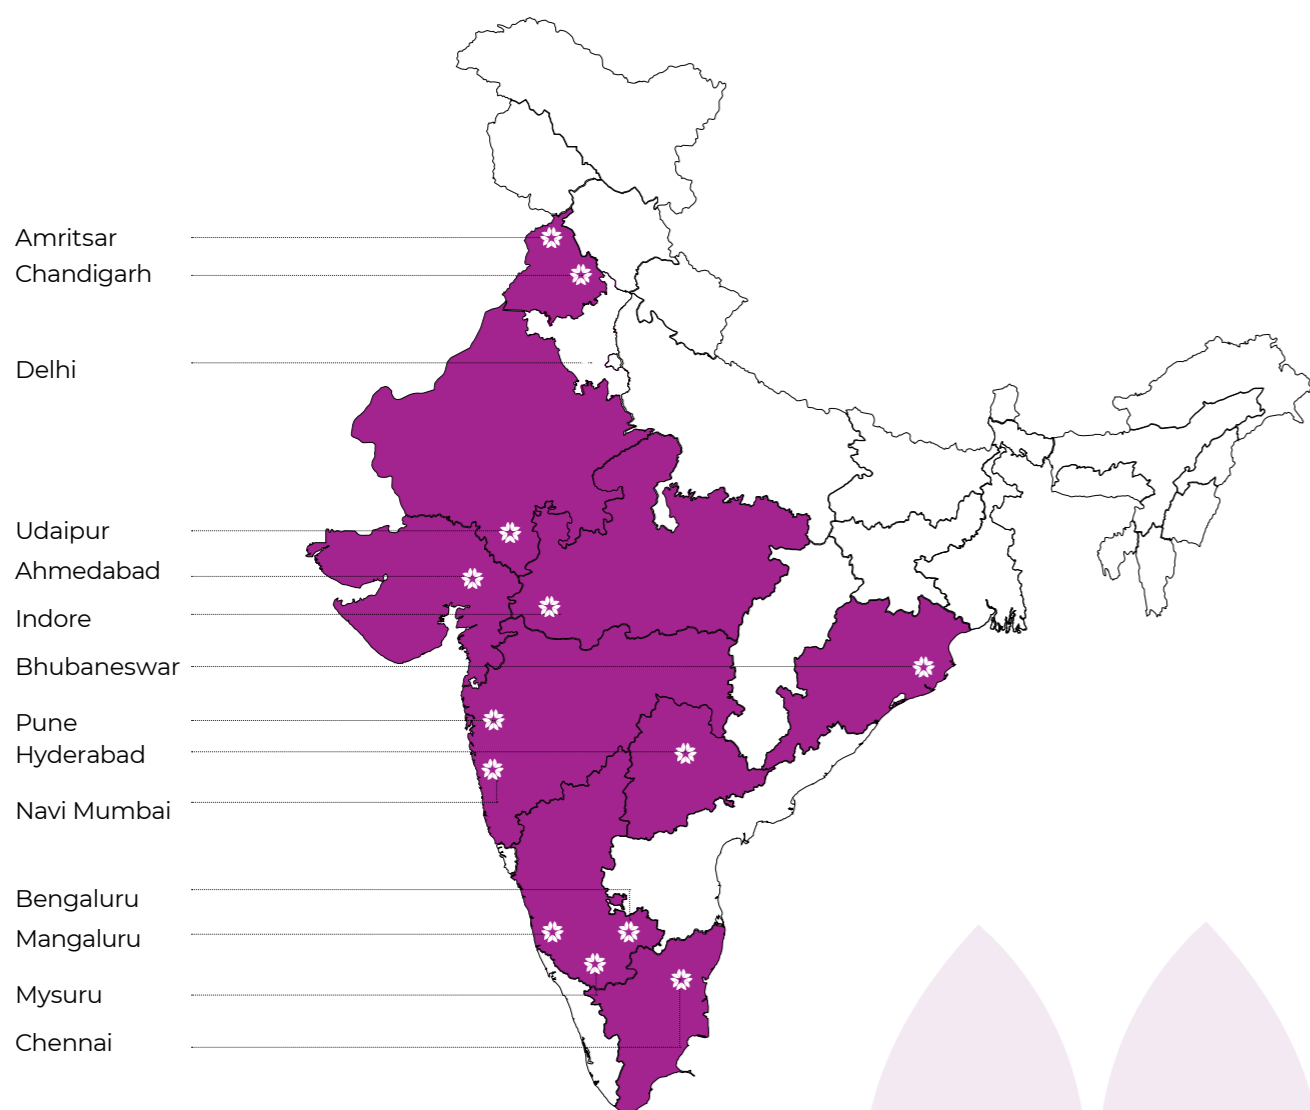 Amritsar
Chandigarh
Delhi
Udaipur
Ahmedabad
Indore
Bhubaneswar
Pune
Hyderabad
Navi Mumbai
Bengaluru
Mangaluru
Mysuru
Chennai